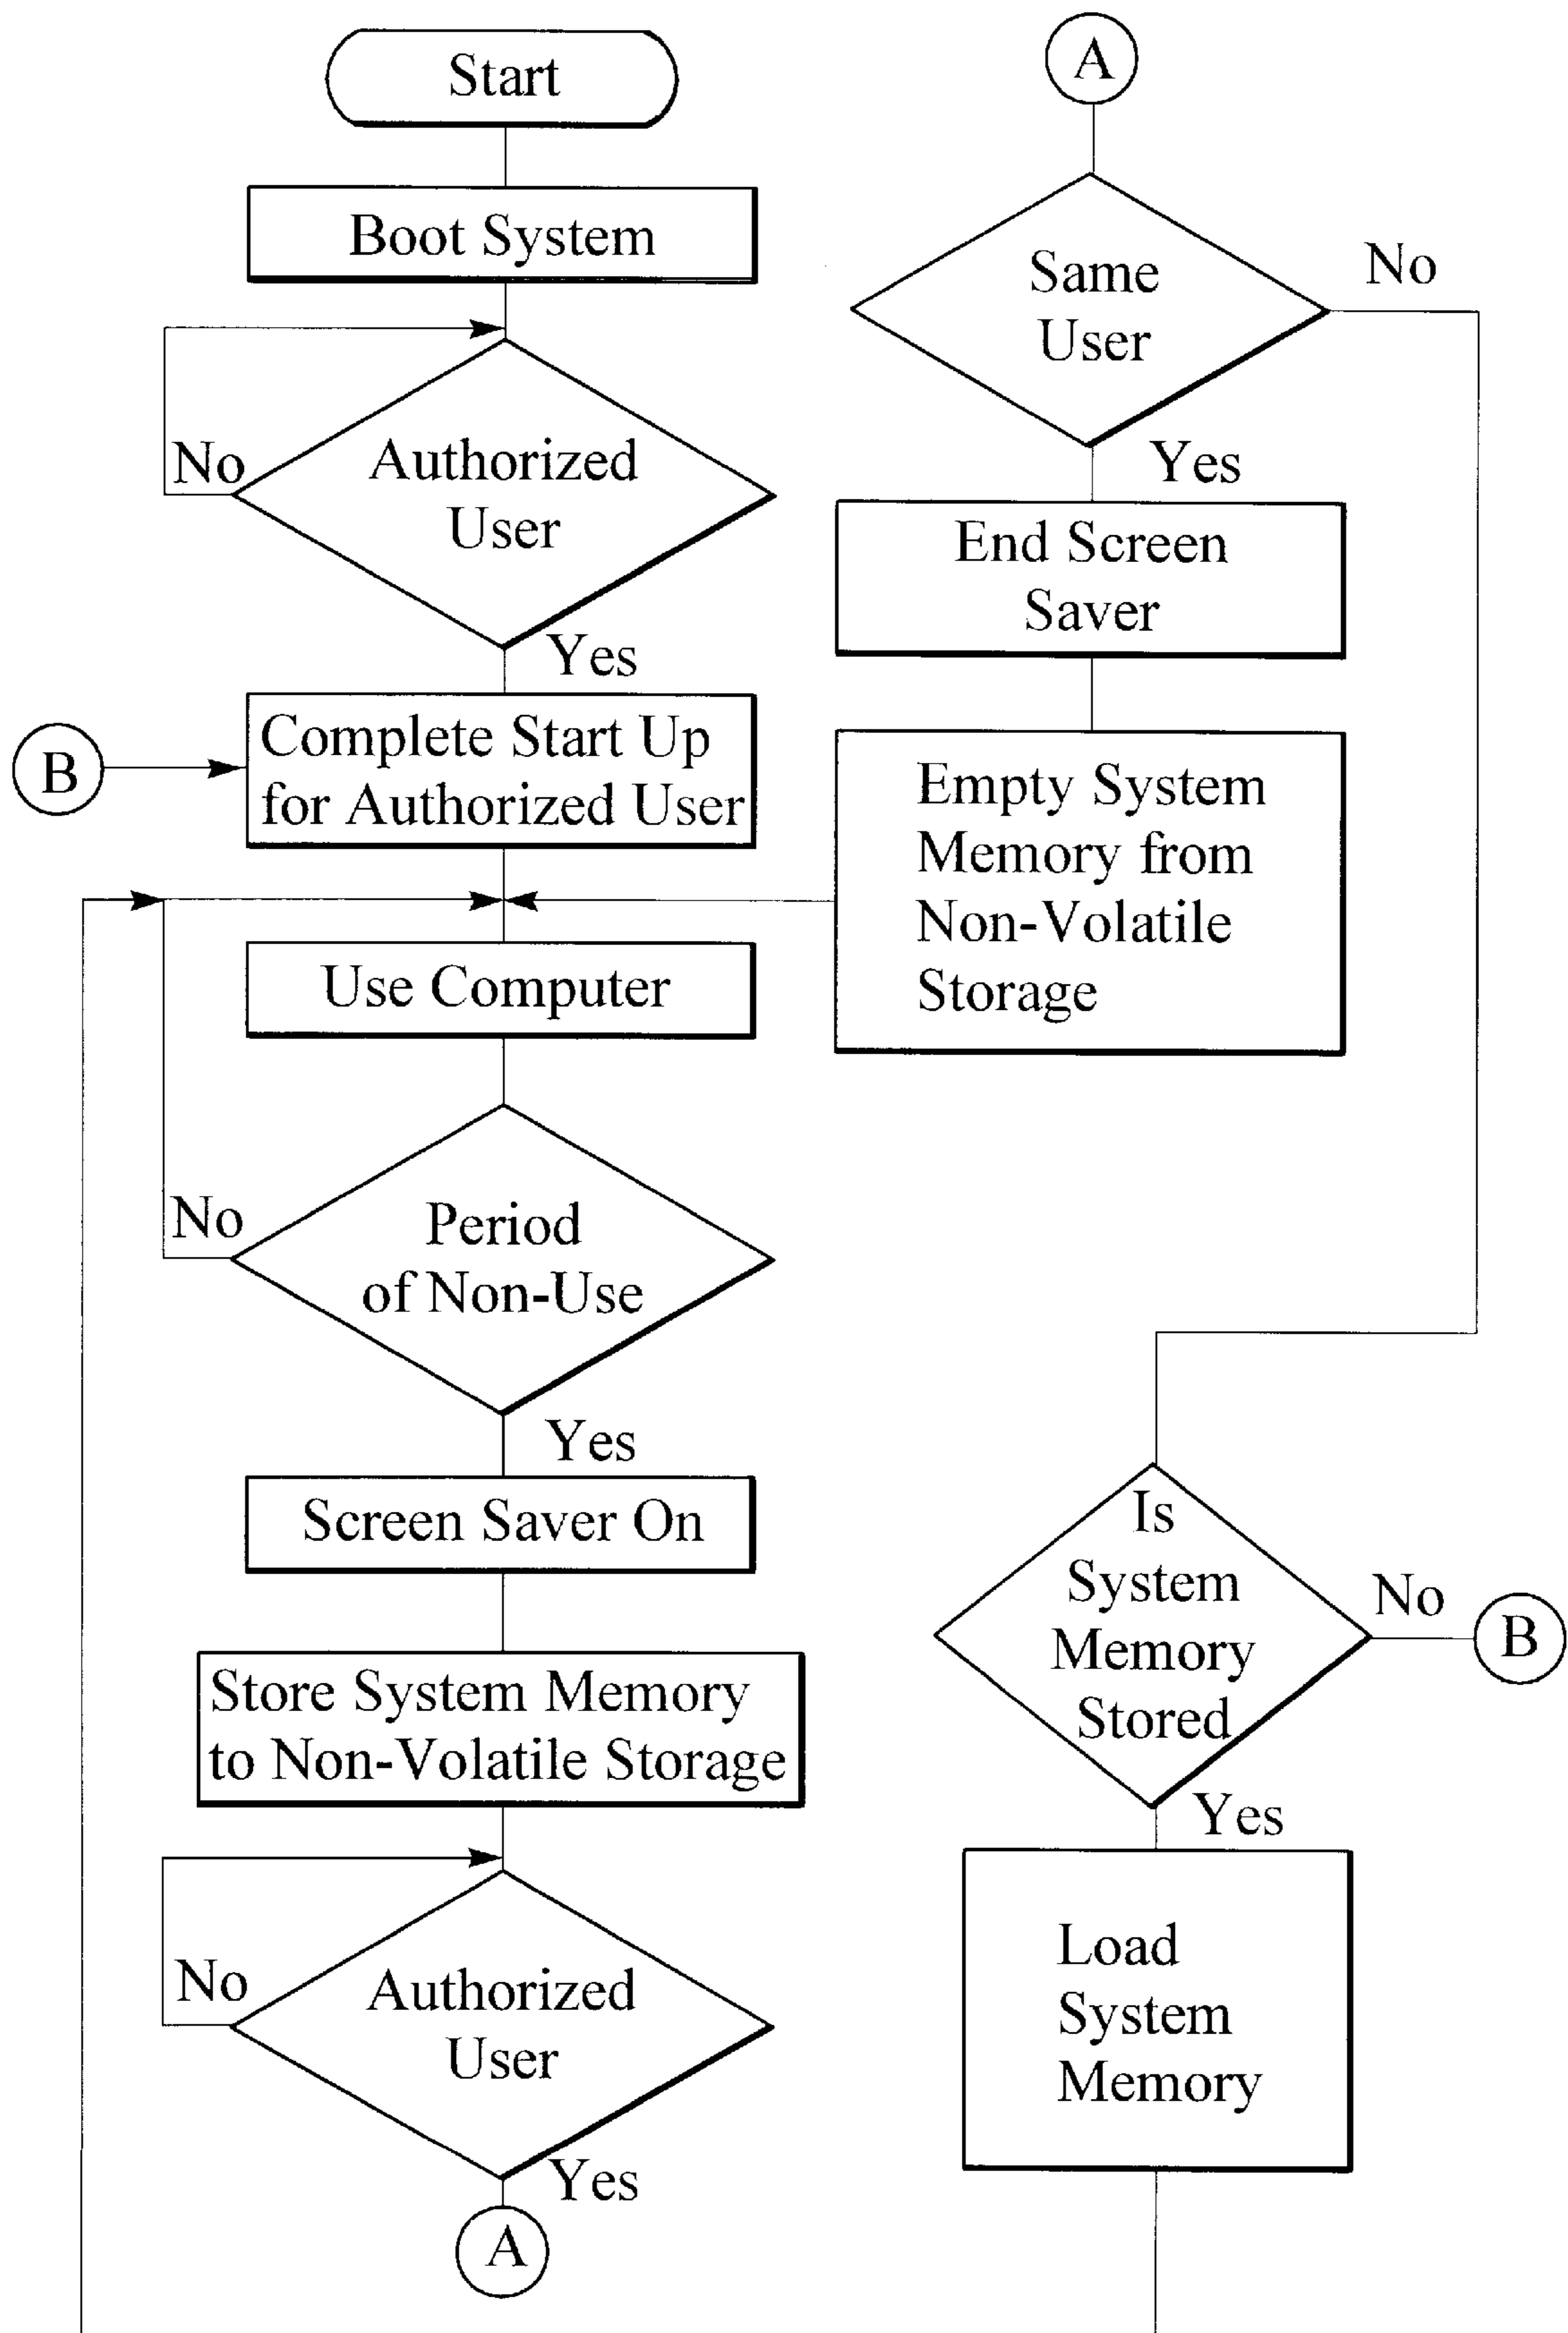 Start
Boot System
No
Authorized
User
Yes
B
Complete Start Up
for Authorized User
Use Computer
No
Period
of Non-Use
Yes
Screen Saver On
Store System Memory
to Non-Volatile Storage
No
Authorized
User
Yes
A
A
Same
User
No
Yes
End Screen
Saver
Empty System
Memory from
Non-Volatile
Storage
Is
System
Memory
Stored
No
B
Yes
Load
System
Memory